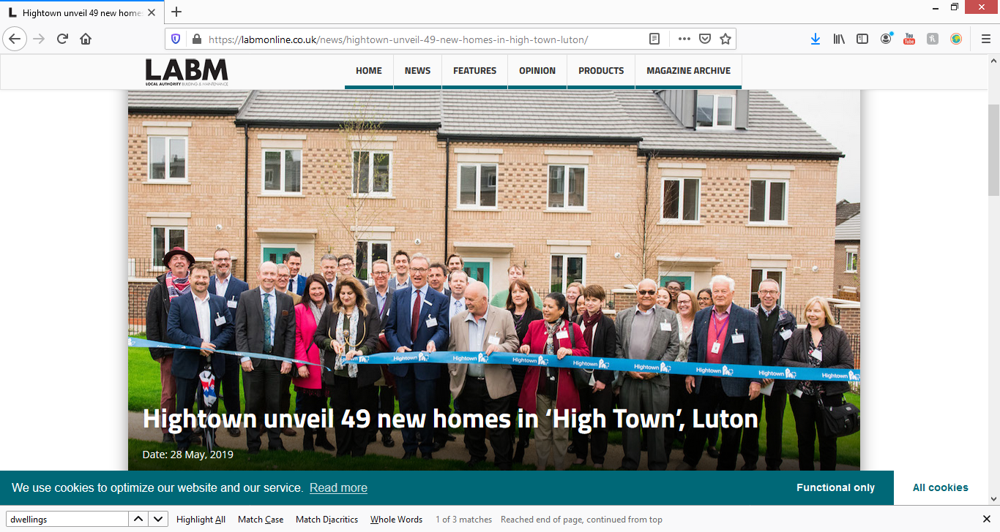 Hightown unveil 49 new home
https://labmonline.co.uk/news/hightown-unveil-49-new-homes-in-high-town-luton/
You Tube
LABM
LOCAL AUTHORITY BUILDING & MAINTENANCE
HOME NEWS FEATURES OPINION PRODUCTS MAGAZINE ARCHIVE
Hightown Hightown Hightown Hightown Hightown Hightown Hightown Hightown
Hightown unveil 49 new homes in ‘High Town’, Luton
Date: 28 May, 2019
We use cookies to optimize our website and our service. Read more Functional only All cookies
dwellings Highlight All Match Case Match Diacritics Whole Words 1 of 3 matches Reached end of page, continued from top